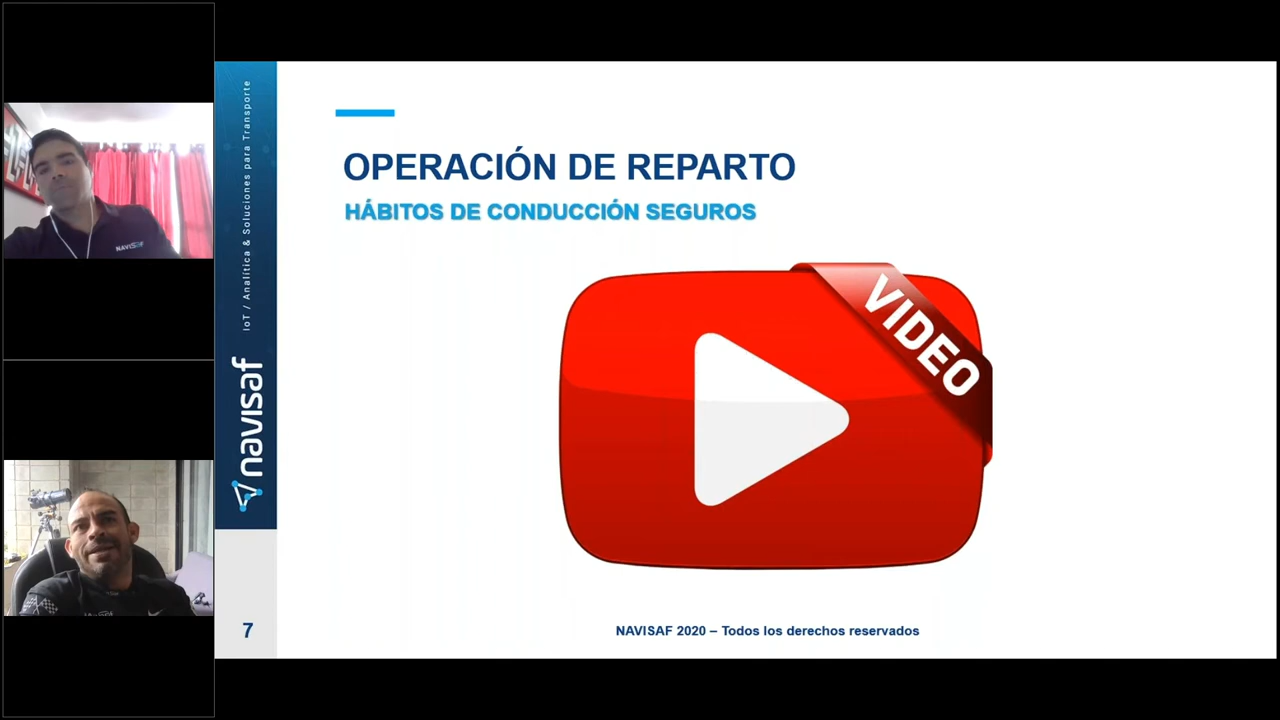 IoT / Analítica & Soluciones para Transporte
navisaf
OPERACIÓN DE REPARTO
HÁBITOS DE CONDUCCIÓN SEGUROS
VIDEO
NAVISAF
7
NAVISAF 2020 – Todos los derechos reservados